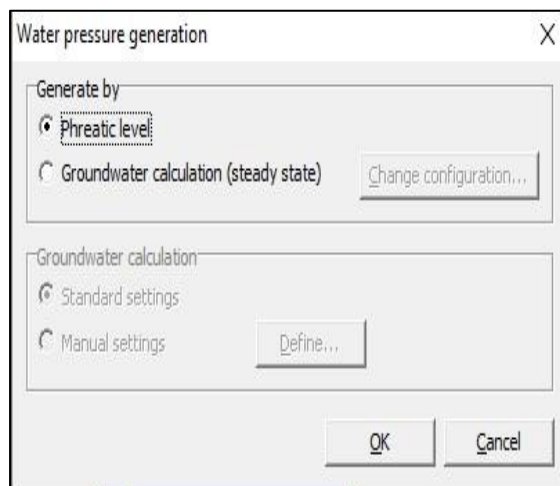 Water pressure generation X
Generate by
Phreatic level
Groundwater calculation (steady state) Change configuration...
Groundwater calculation
Standard settings
Manual settings Define...
OK Cancel